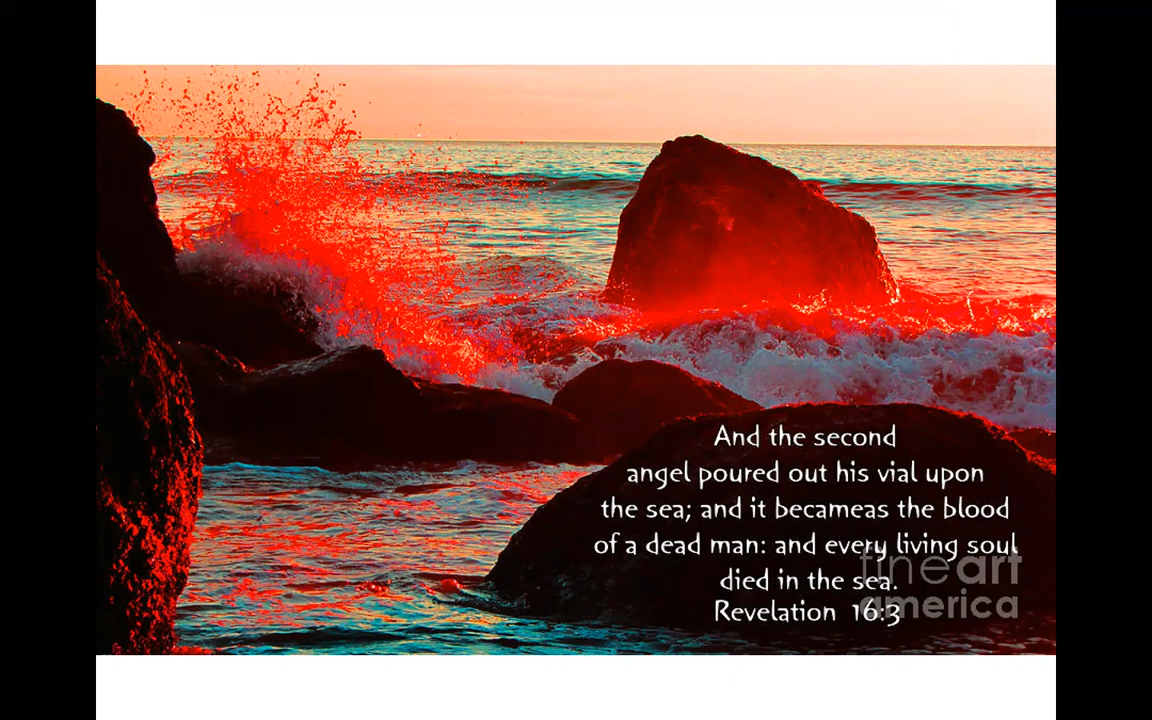 And the second
angel poured out his vial upon
the sea; and it becameas the blood
of a dead man: and every living soul
died in the sea.
Revelation 16:3
fineart
america